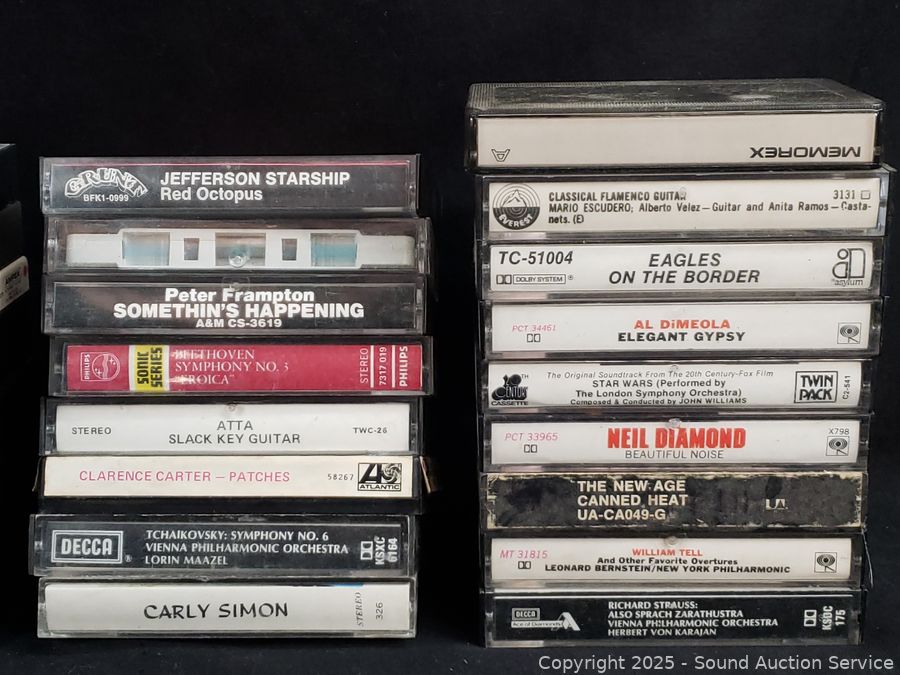 GRUNT
BFK1-0999
JEFFERSON STARSHIP
Red Octopus
Peter Frampton
SOMETHIN'S HAPPENING
A&M CS-3619
PHILIPS
SONIC
SERIES
BEETHOVEN
SYMPHONY NO. 3
"EROICA"
STEREO
7317 019
PHILIPS
STEREO
ATTA
SLACK KEY GUITAR
TWC-26
CLARENCE CARTER — PATCHES
58267
ATLANTIC
DECCA
TCHAIKOVSKY: SYMPHONY NO. 6
VIENNA PHILHARMONIC ORCHESTRA
LORIN MAAZEL
KSXC
6164
CARLY SIMON
STEREO
326
MEMOREX
EVEREST
CLASSICAL FLAMENCO GUITAR
MARIO ESCUDERO; Alberto Velez — Guitar and Anita Ramos — Casta-
nets. (E)
3131
TC-51004
DOLBY SYSTEM
EAGLES
ON THE BORDER
asylum
PCT 34461
AL DiMEOLA
ELEGANT GYPSY
20th
CENTURY
CASSETTE
The Original Soundtrack From The 20th Century-Fox Film
STAR WARS (Performed by
The London Symphony Orchestra)
Composed & Conducted by JOHN WILLIAMS
TWIN
PACK
C2-541
PCT 33965
NEIL DIAMOND
BEAUTIFUL NOISE
X798
THE NEW AGE
CANNED HEAT
UA-CA049-G
UA
MT 31815
WILLIAM TELL
And Other Favorite Overtures
LEONARD BERNSTEIN/NEW YORK PHILHARMONIC
DECCA
Ace of Diamonds
RICHARD STRAUSS:
ALSO SPRACH ZARATHUSTRA
VIENNA PHILHARMONIC ORCHESTRA
HERBERT VON KARAJAN
KSDC
175
Copyright 2025 - Sound Auction Service